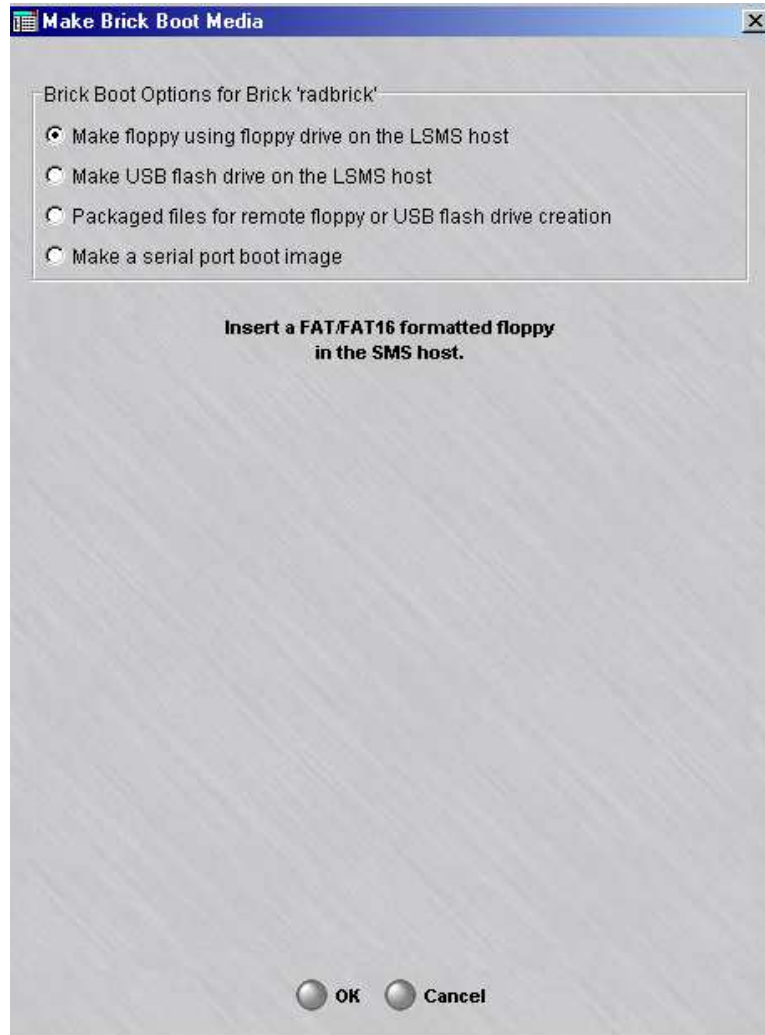 Make Brick Boot Media
Brick Boot Options for Brick 'radbrick'
Make floppy using floppy drive on the LSMS host
Make USB flash drive on the LSMS host
Packaged files for remote floppy or USB flash drive creation
Make a serial port boot image
Insert a FAT/FAT16 formatted floppy
in the SMS host.
OK Cancel